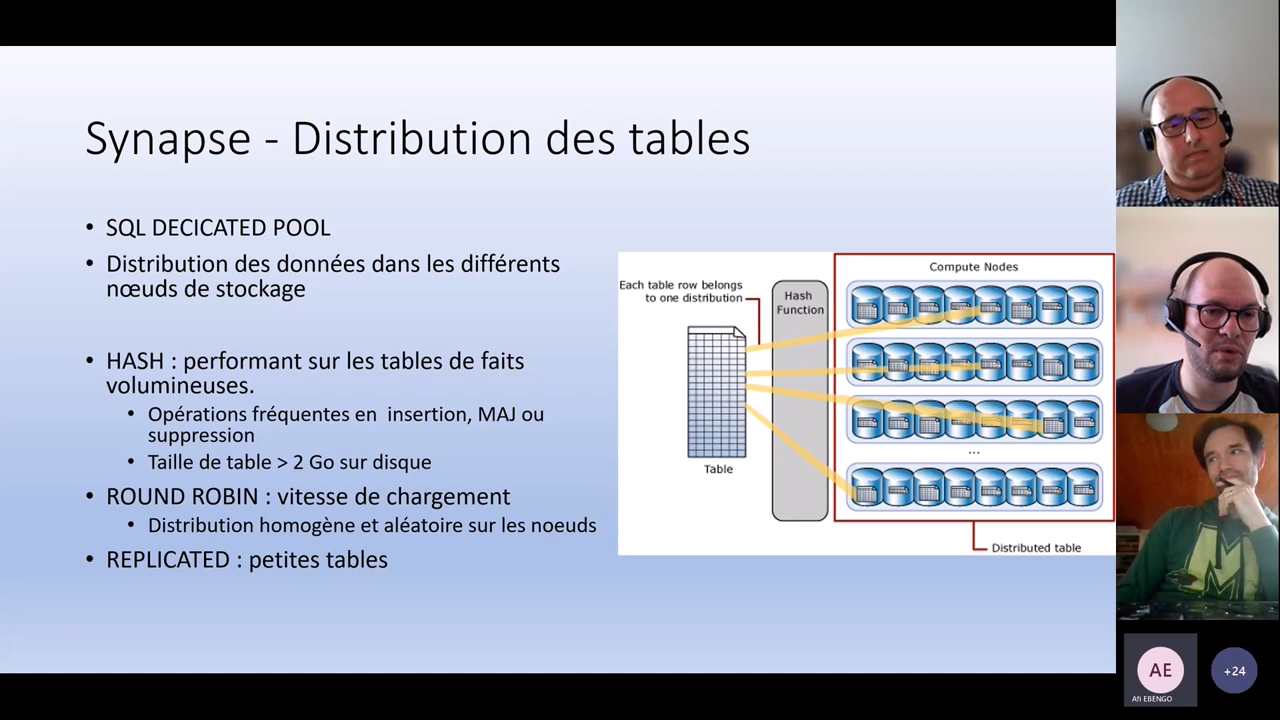 Synapse - Distribution des tables
• SQL DECICATED POOL
• Distribution des données dans les différents
nœuds de stockage
• HASH : performant sur les tables de faits
volumineuses.
• Opérations fréquentes en insertion, MAJ ou
suppression
• Taille de table > 2 Go sur disque
• ROUND ROBIN : vitesse de chargement
• Distribution homogène et aléatoire sur les noeuds
• REPLICATED : petites tables
Each table row belongs
to one distribution
Table
Hash
Function
Compute Nodes
...
Distributed table
AE
Afi EBENGO
+24